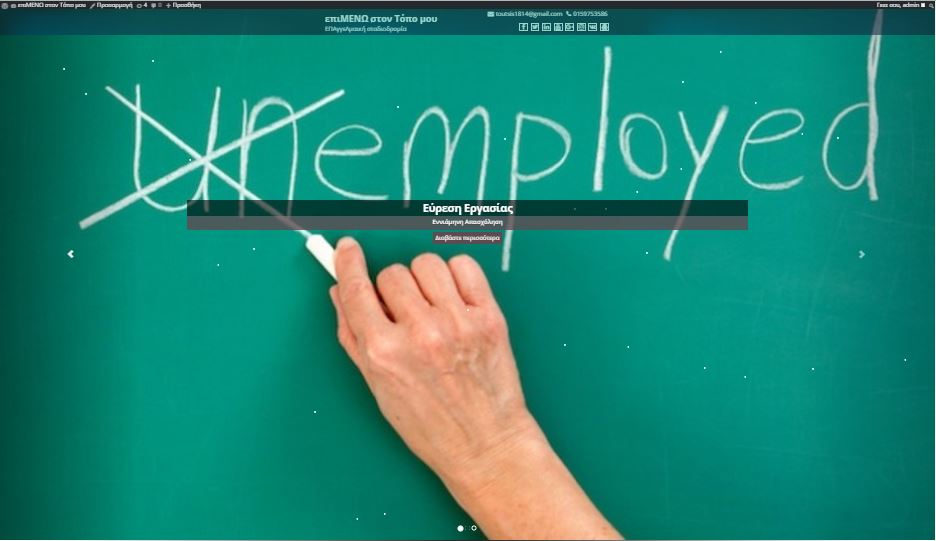 επιΜΕΝΩ στον Τόπο μου Προσαρμογή 4 0 Προσθήκη Γεια σου, admin
επιΜΕΝΩ στον Τόπο μου
ΕΠΑγγεΛματική σταδιοδρομία
toutsis1814@gmail.com 0159753586
Unemployed
Εύρεση Εργασίας
Εννιάμηνη Απασχόληση
Διαβάστε περισσότερα